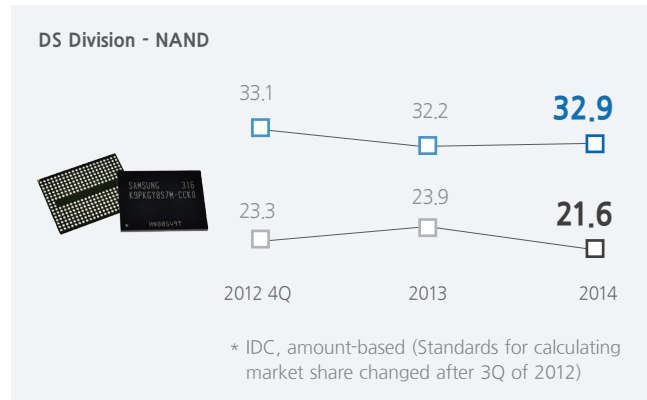 DS Division - NAND
33.1
32.2
32.9
SAMSUNG 316
K9PKGY8S7M-CCK0
23.3
23.9
21.6
2012 4Q
2013
2014
* IDC, amount-based (Standards for calculating
market share changed after 3Q of 2012)